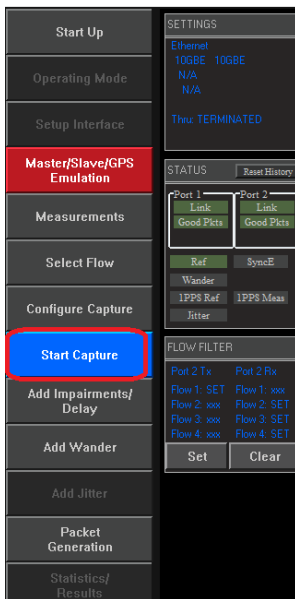 Start Up
Operating Mode
Setup Interface
Master/Slave/GPS
Emulation
Measurements
Select Flow
Configure Capture
Start Capture
Add Impairments/
Delay
Add Wander
Add Jitter
Packet
Generation
Statistics/
Results
SETTINGS
Ethernet
10GBE 10GBE
N/A
N/A
Thru: TERMINATED
STATUS Reset History
Port 1 Port 2
Link Link
Good Pkts Good Pkts
Ref SyncE
Wander
1PPS Ref 1PPS Meas
Jitter
FLOW FILTER
Port 2 Tx Port 2 Rx
Flow 1: SET Flow 1: xxx
Flow 2: xxx Flow 2: SET
Flow 3: xxx Flow 3: SET
Flow 4: xxx Flow 4: SET
Set Clear